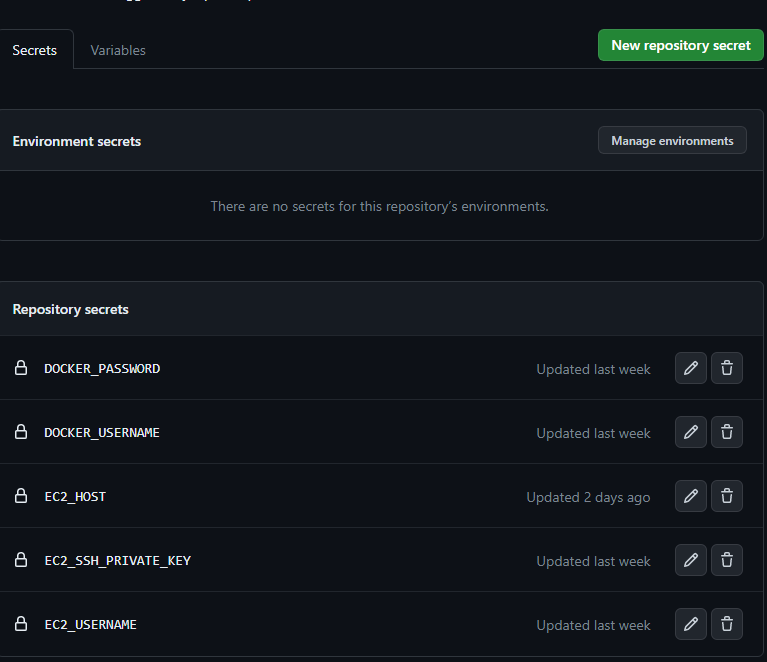 Secrets
Variables
New repository secret
Environment secrets
Manage environments
There are no secrets for this repository's environments.
Repository secrets
DOCKER_PASSWORD
Updated last week
DOCKER_USERNAME
Updated last week
EC2_HOST
Updated 2 days ago
EC2_SSH_PRIVATE_KEY
Updated last week
EC2_USERNAME
Updated last week